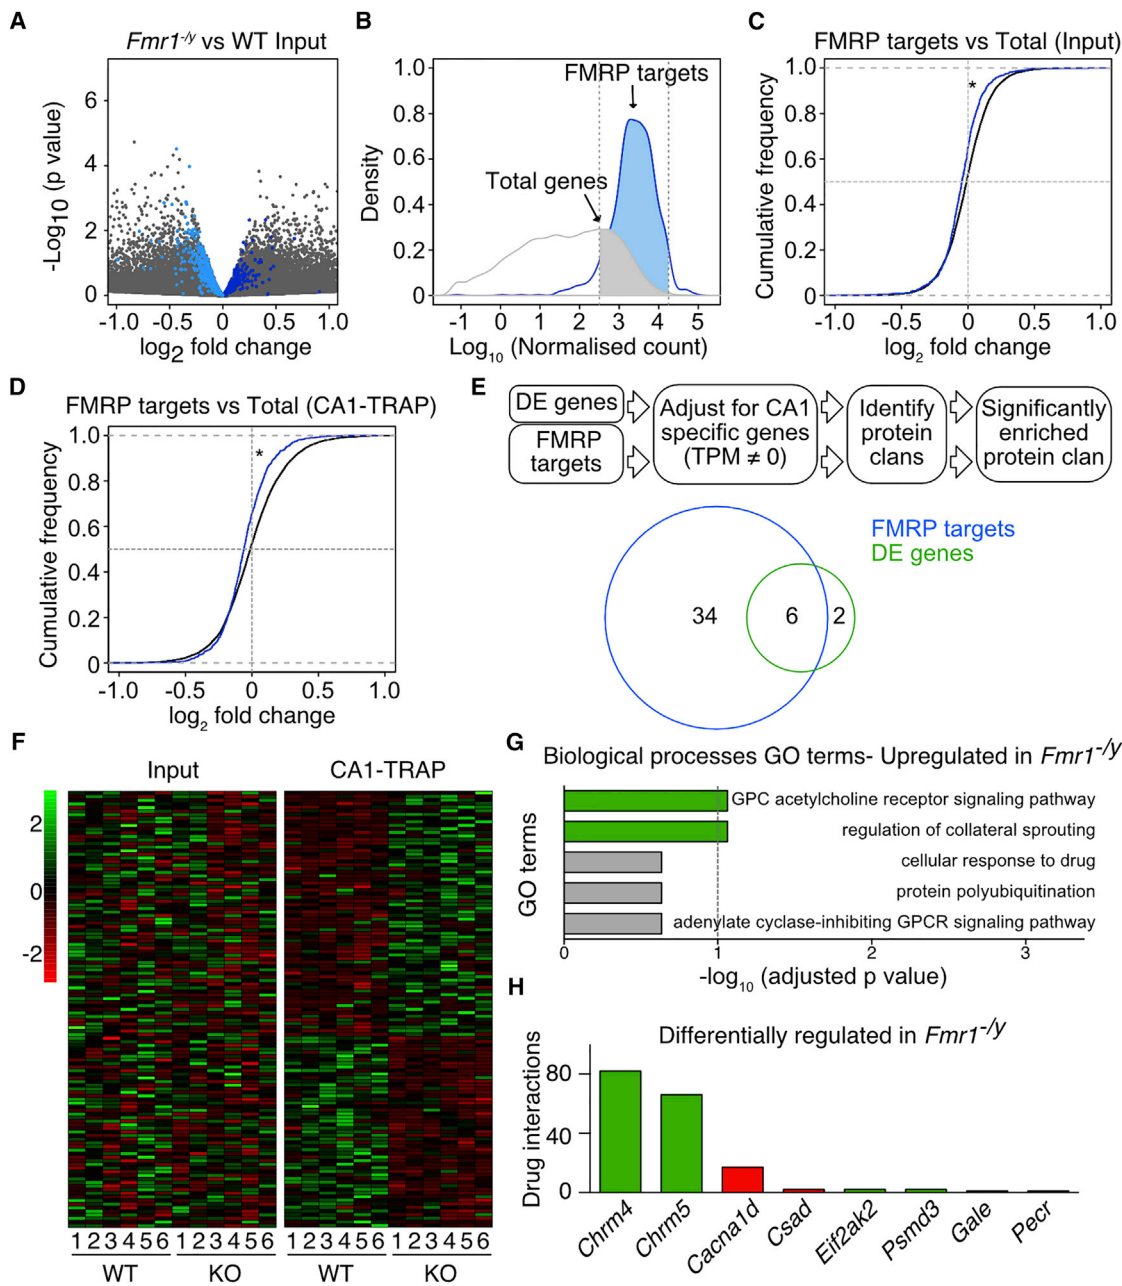 A
Fmr1-/y vs WT Input
-Log10 (p value)
6
4
2
0
-1.0 -0.5 0 0.5 1.0
log2 fold change
B
FMRP targets
Total genes
Density
1.0
0.8
0.6
0.4
0.2
0
-1 0 1 2 3 4 5
Log10 (Normalised count)
C
FMRP targets vs Total (Input)
Cumulative frequency
1.0
0.8
0.6
0.4
0.2
0
*
-1.0 -0.5 0 0.5 1.0
log2 fold change
D
FMRP targets vs Total (CA1-TRAP)
Cumulative frequency
1.0
0.8
0.6
0.4
0.2
0
*
-1.0 -0.5 0 0.5 1.0
log2 fold change
E
DE genes
FMRP
targets
Adjust for CA1
specific genes
(TPM ≠ 0)
Identify
protein
clans
Significantly
enriched
protein clan
FMRP targets
DE genes
34 6 2
F
Input CA1-TRAP
2
0
-2
1 2 3 4 5 6 1 2 3 4 5 6 1 2 3 4 5 6 1 2 3 4 5 6
WT KO WT KO
G
Biological processes GO terms- Upregulated in Fmr1-/y
GO terms
GPC acetylcholine receptor signaling pathway
regulation of collateral sprouting
cellular response to drug
protein polyubiquitination
adenylate cyclase-inhibiting GPCR signaling pathway
0 1 2 3
-log10 (adjusted p value)
H
Differentially regulated in Fmr1-/y
Drug interactions
80
40
0
Chrm4 Chrm5 Cacna1d Csad Eif2ak2 Psmd3 Gale Pecr